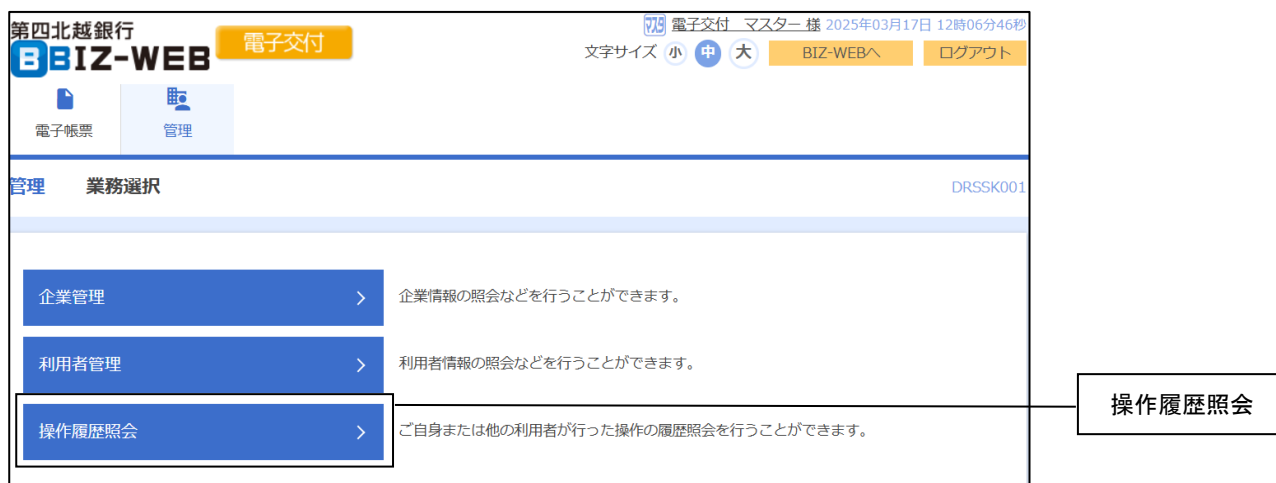 第四北越銀行
BBIZ-WEB
電子交付
マスタ 電子交付 マスター 様 2025年03月17日 12時06分46秒
文字サイズ 小 中 大 BIZ-WEBへ ログアウト
電子帳票
管理
管理 業務選択 DRSSK001
企業管理
企業情報の照会などを行うことができます。
利用者管理
利用者情報の照会などを行うことができます。
操作履歴照会
ご自身または他の利用者が行った操作の履歴照会を行うことができます。
操作履歴照会